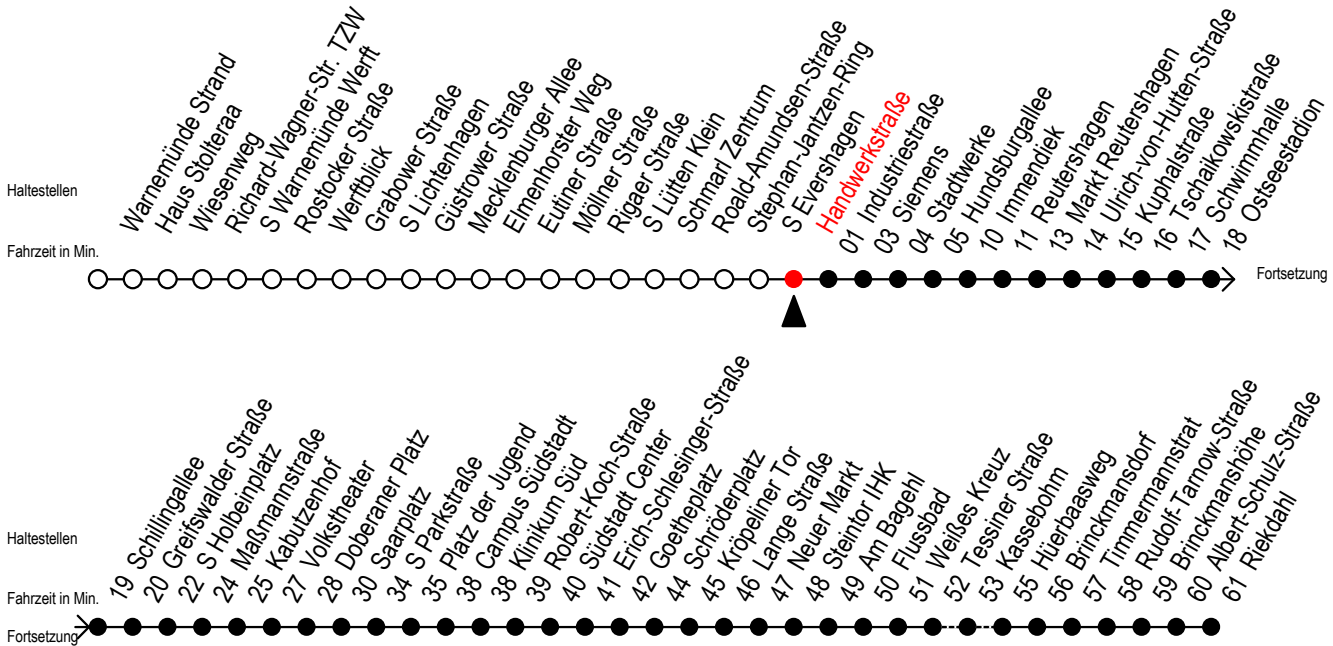 Haltestellen
Warnemünde Strand
Haus Stolteraa
Wiesenweg
Richard-Wagner-Str. TZW
S Warnemünde Werft
Rostocker Straße
Werftblick
Grabower Straße
S Lichtenhagen
Güstrower Straße
Mecklenburger Allee
Elmenhorster Weg
Eutiner Straße
Möllner Straße
Rigaer Straße
S Lütten Klein
Schmarl Zentrum
Roald-Amundsen-Straße
Stephan-Jantzen-Ring
S Evershagen
Handwerkstraße
01 Industriestraße
03 Siemens
04 Stadtwerke
05 Hundsburgallee
10 Immendiek
11 Reutershagen
13 Markt Reutershagen
14 Ulrich-von-Hutten-Straße
15 Kuphalstraße
16 Tschaikowskistraße
17 Schwimmhalle
18 Ostseestadion
Fahrzeit in Min.
Fortsetzung
Haltestellen
19 Schillingallee
20 Greifswalder Straße
22 S Holbeinplatz
24 Maßmannstraße
25 Kabutzenhof
27 Volkstheater
28 Doberaner Platz
30 Saarplatz
34 S Parkstraße
35 Platz der Jugend
38 Campus Südstadt
38 Klinikum Süd
39 Robert-Koch-Straße
40 Südstadt Center
41 Erich-Schlesinger-Straße
42 Goetheplatz
44 Schröderplatz
45 Kröpeliner Tor
46 Lange Straße
47 Neuer Markt
48 Steintor IHK
49 Am Bagehl
50 Flussbad
51 Weißes Kreuz
52 Tessiner Straße
53 Kassebohm
55 Hüerbaasweg
56 Brinckmansdorf
57 Timmermannstrat
58 Rudolf-Tarnow-Straße
59 Brinckmanshöhe
60 Albert-Schulz-Straße
61 Riekdahl
Fahrzeit in Min.
Fortsetzung